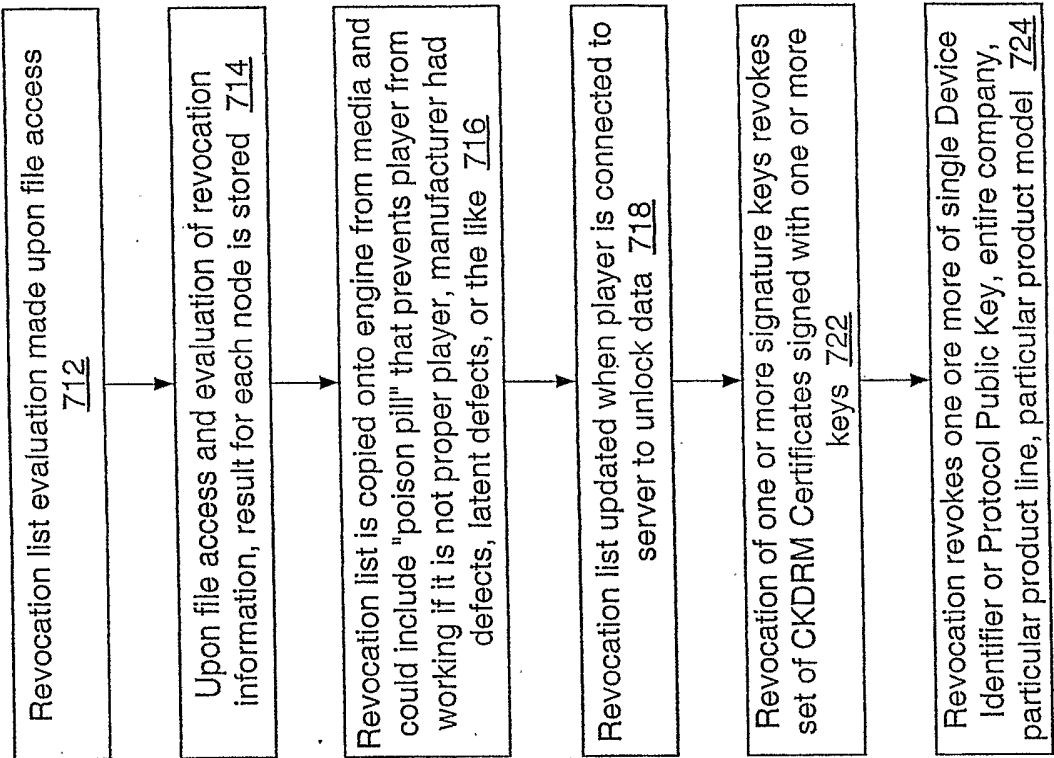 Revocation list evaluation made upon file access
712
Upon file access and evaluation of revocation
information, result for each node is stored 714
Revocation list is copied onto engine from media and
could include "poison pill" that prevents player from
working if it is not proper player, manufacturer had
defects, latent defects, or the like 716
Revocation list updated when player is connected to
server to unlock data 718
Revocation of one or more signature keys revokes
set of CKDRM Certificates signed with one or more
keys 722
Revocation revokes one ore more of single Device
Identifier or Protocol Public Key, entire company,
particular product line, particular product model 724